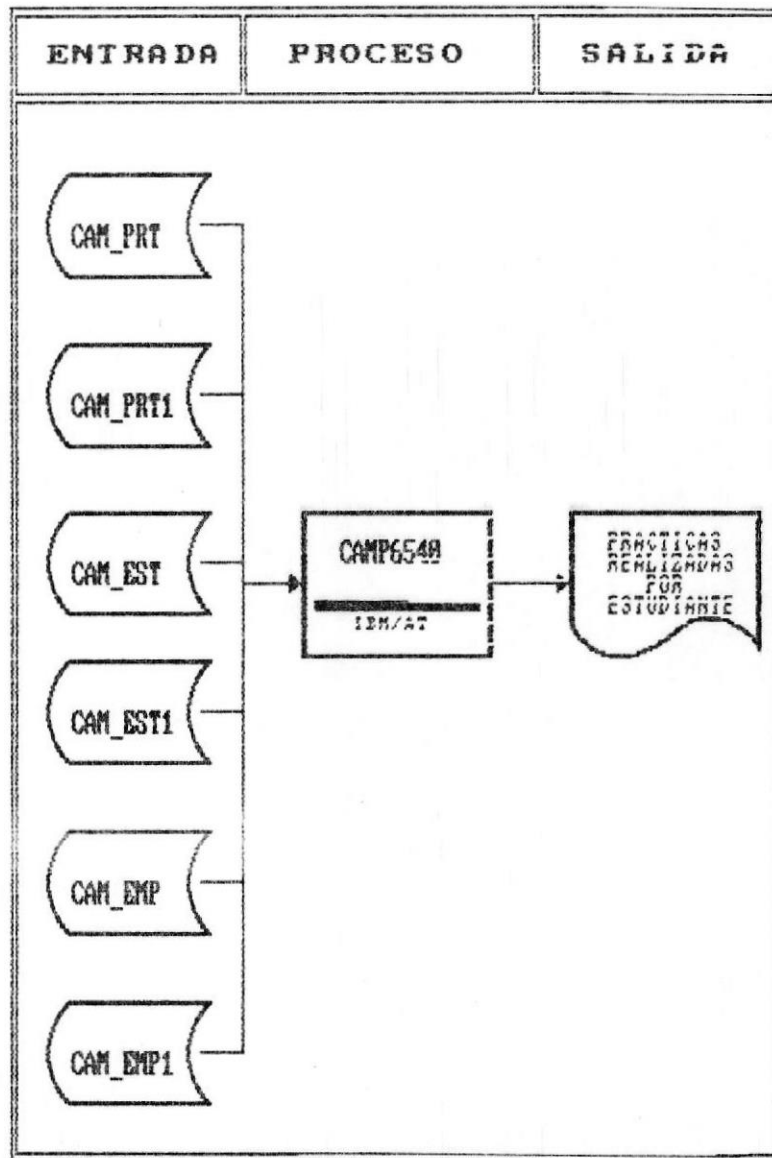 ENTRADA PROCESO SALIDA
CAM_PRT
CAM_PRT1
CAM_EST
CAM_EST1
CAM_EMP
CAM_EMP1
CAMP6540
IBM/AT
PRACTICAS
REALIZADAS
POR
ESTUDIANTE